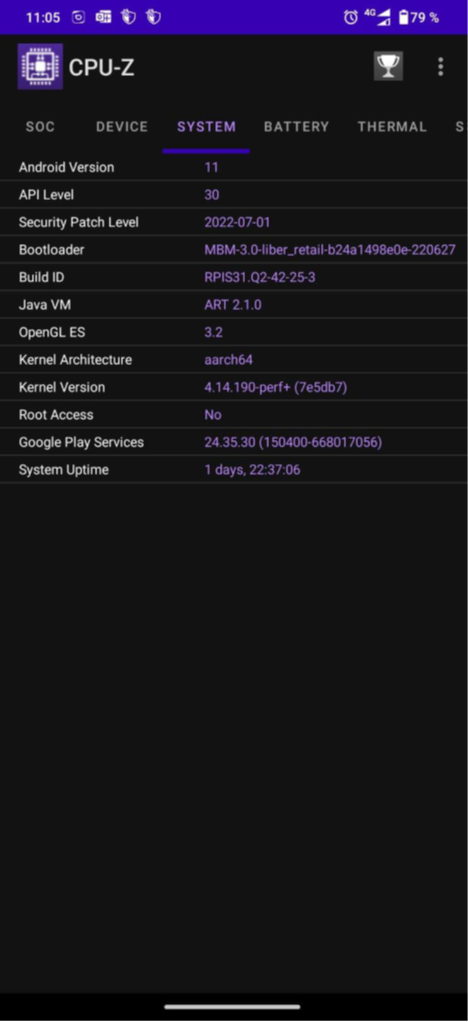 11:05 4G 79 %
CPU-Z
SOC DEVICE SYSTEM BATTERY THERMAL S
Android Version 11
API Level 30
Security Patch Level 2022-07-01
Bootloader MBM-3.0-liber_retail-b24a1498e0e-220627
Build ID RPIS31.Q2-42-25-3
Java VM ART 2.1.0
OpenGL ES 3.2
Kernel Architecture aarch64
Kernel Version 4.14.190-perf+ (7e5db7)
Root Access No
Google Play Services 24.35.30 (150400-668017056)
System Uptime 1 days, 22:37:06